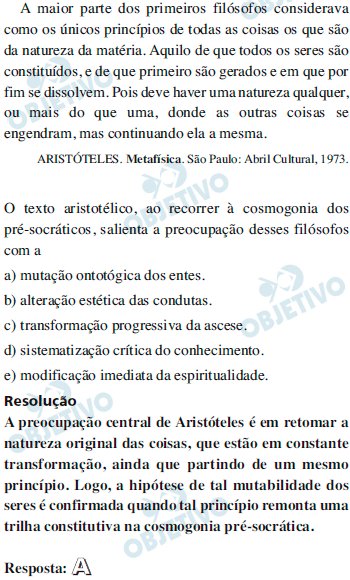 A maior parte dos primeiros filósofos considerava
como os únicos princípios de todas as coisas os que são
da natureza da matéria. Aquilo de que todos os seres são
constituídos, e de que primeiro são gerados e em que por
fim se dissolvem. Pois deve haver uma natureza qualquer,
ou mais do que uma, donde as outras coisas se
engendram, mas continuando ela a mesma.
ARISTÓTELES. Metafísica. São Paulo: Abril Cultural, 1973.
O texto aristotélico, ao recorrer à cosmogonia dos
pré-socráticos, salienta a preocupação desses filósofos
com a
a) mutação ontológica dos entes.
b) alteração estética das condutas.
c) transformação progressiva da ascese.
d) sistematização crítica do conhecimento.
e) modificação imediata da espiritualidade.
Resolução
A preocupação central de Aristóteles é em retomar a
natureza original das coisas, que estão em constante
transformação, ainda que partindo de um mesmo
princípio. Logo, a hipótese de tal mutabilidade dos
seres é confirmada quando tal princípio remonta uma
trilha constitutiva na cosmogonia pré-socrática.
Resposta: A
OBJETIVO
OBJETIVO
OBJETIVO
OBJETIVO
OBJETIVO